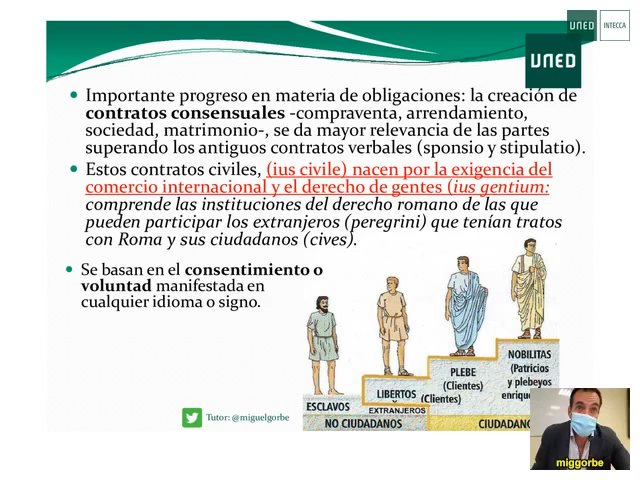 UNED
INTECCA
UNED
• Importante progreso en materia de obligaciones: la creación de
contratos consensuales -compraventa, arrendamiento,
sociedad, matrimonio-, se da mayor relevancia de las partes
superando los antiguos contratos verbales (sponsio y stipulatio).
• Estos contratos civiles, (ius civile) nacen por la exigencia del
comercio internacional y el derecho de gentes (ius gentium:
comprende las instituciones del derecho romano de las que
pueden participar los extranjeros (peregrini) que tenían tratos
con Roma y sus ciudadanos (cives).
• Se basan en el consentimiento o
voluntad manifestada en
cualquier idioma o signo.
NOBILITAS
(Patricios
y plebeyos
PLEBE
(Clientes)
LIBERTOS
(Clientes)
ESCLAVOS
EXTRANJEROS
NO CIUDADANOS
Tutor: @miguelgorbe
miggorbe